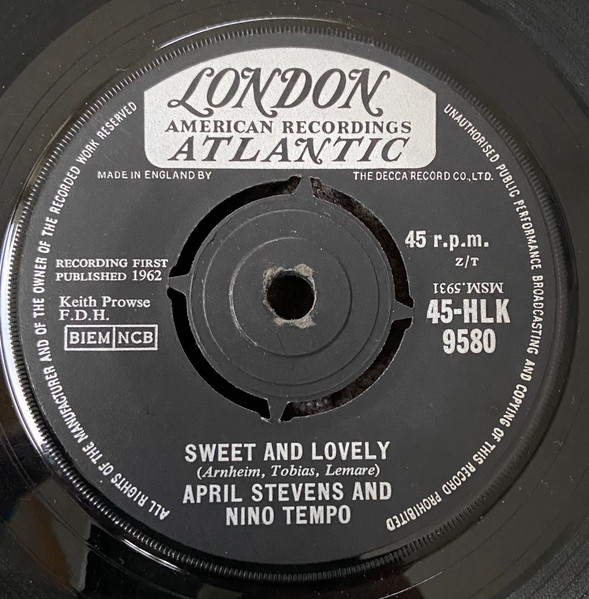 LONDON
AMERICAN RECORDINGS
ATLANTIC
MADE IN ENGLAND BY THE DECCA RECORD CO., LTD.
ALL RIGHTS OF THE MANUFACTURER AND OF THE OWNER OF THE RECORDED WORK RESERVED
UNAUTHORISED PUBLIC PERFORMANCE BROADCASTING AND COPYING OF THIS RECORD PROHIBITED
45 r.p.m.
Z/T
MSM.5931
45-HLK
9580
RECORDING FIRST
PUBLISHED 1962
Keith Prowse
F.D.H.
BIEM NCB
SWEET AND LOVELY
(Arnheim, Tobias, Lemare)
APRIL STEVENS AND
NINO TEMPO